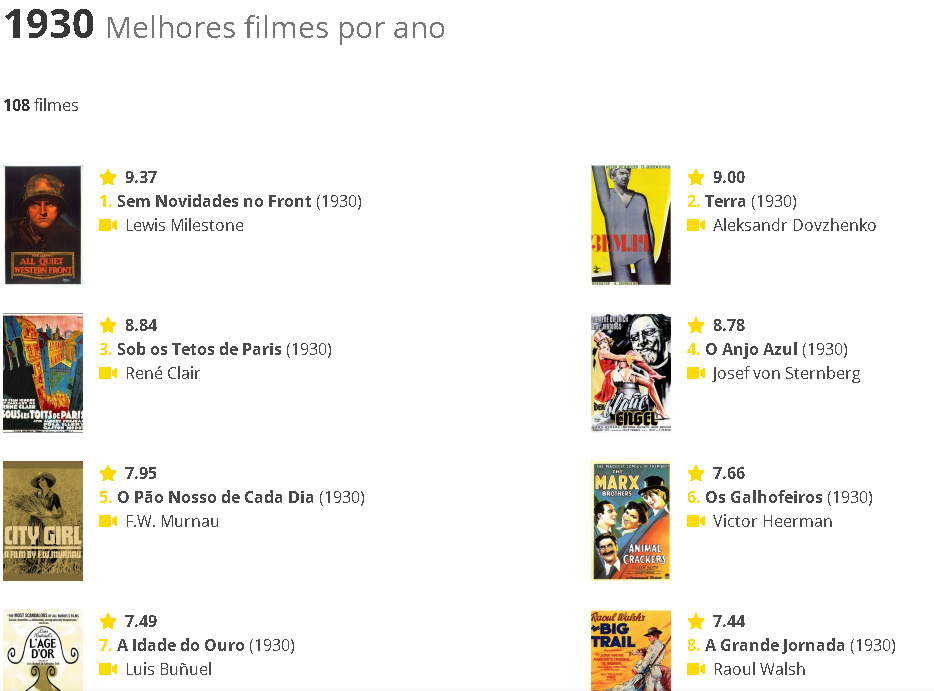 1930 Melhores filmes por ano
108 filmes
9.37
1. Sem Novidades no Front (1930)
Lewis Milestone
ALL QUIET
WESTERN FRONT
9.00
2. Terra (1930)
Aleksandr Dovzhenko
8.84
3. Sob os Tetos de Paris (1930)
René Clair
RENE CLAIR
SOUS LES TOITS DE PARIS
8.78
4. O Anjo Azul (1930)
Josef von Sternberg
ENGEL
7.95
5. O Pão Nosso de Cada Dia (1930)
F.W. Murnau
CITY GIRL
A FILM BY F.W. MURNAU
7.66
6. Os Galhofeiros (1930)
Victor Heerman
THE
MARX
BROTHERS
ANIMAL
CRACKERS
7.49
7. A Idade do Ouro (1930)
Luis Buñuel
L'AGE
D'OR
7.44
8. A Grande Jornada (1930)
Raoul Walsh
Raoul Walsh's
BIG
TRAIL